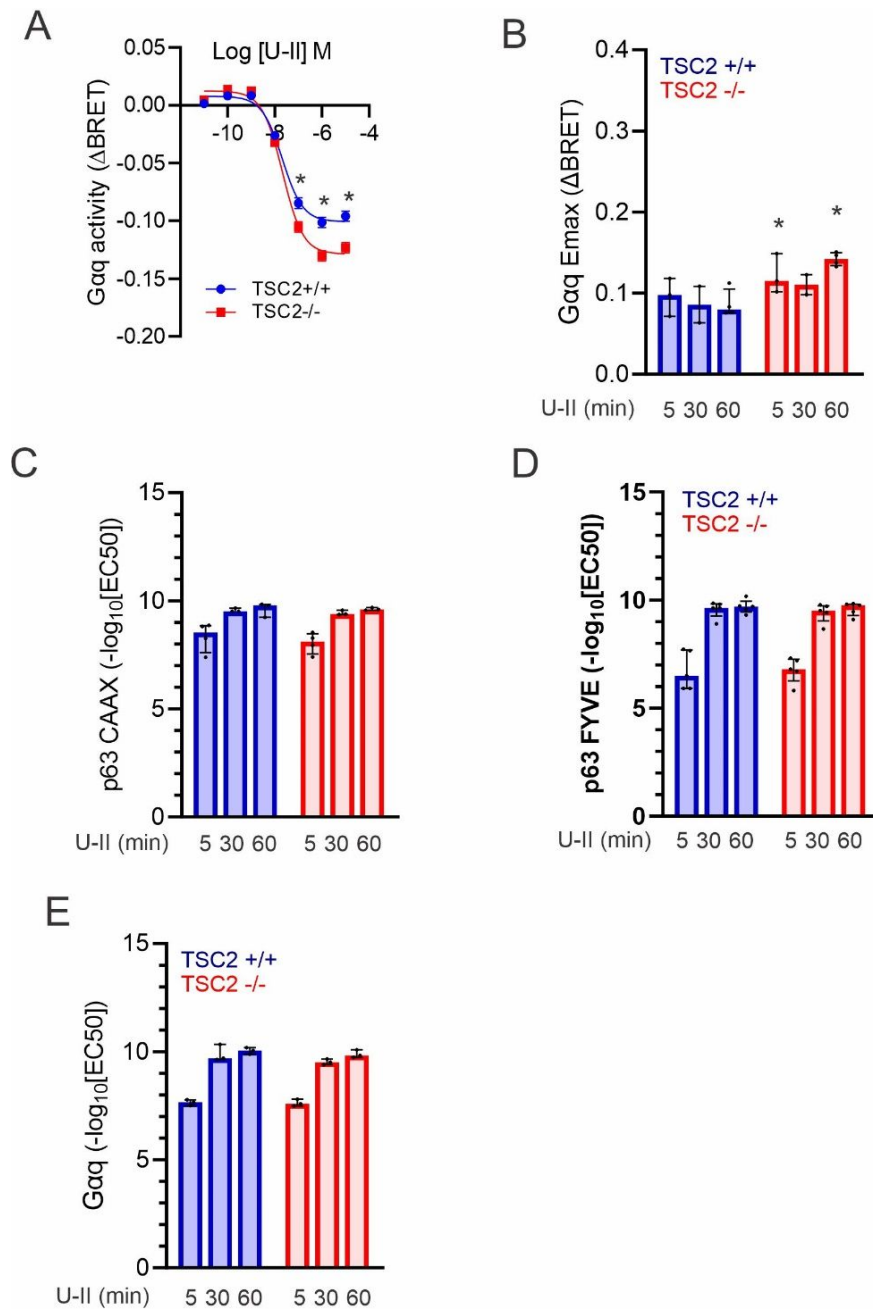 A
Log [U-II] M
0.05
0.00
-0.05
-0.10
-0.15
-0.20
-10 -8 -6 -4
Gαq activity (ΔBRET)
* * *
TSC2+/+
TSC2-/-
B
TSC2 +/+
TSC2 -/-
0.4
0.3
0.2
0.1
0.0
Gαq Emax (ΔBRET)
* *
U-II (min) 5 30 60 5 30 60
C
15
10
5
0
p63 CAAX (-log10[EC50])
U-II (min) 5 30 60 5 30 60
D
TSC2 +/+
TSC2 -/-
15
10
5
0
p63 FYVE (-log10[EC50])
U-II (min) 5 30 60 5 30 60
E
TSC2 +/+
TSC2 -/-
15
10
5
0
Gαq (-log10[EC50])
U-II (min) 5 30 60 5 30 60